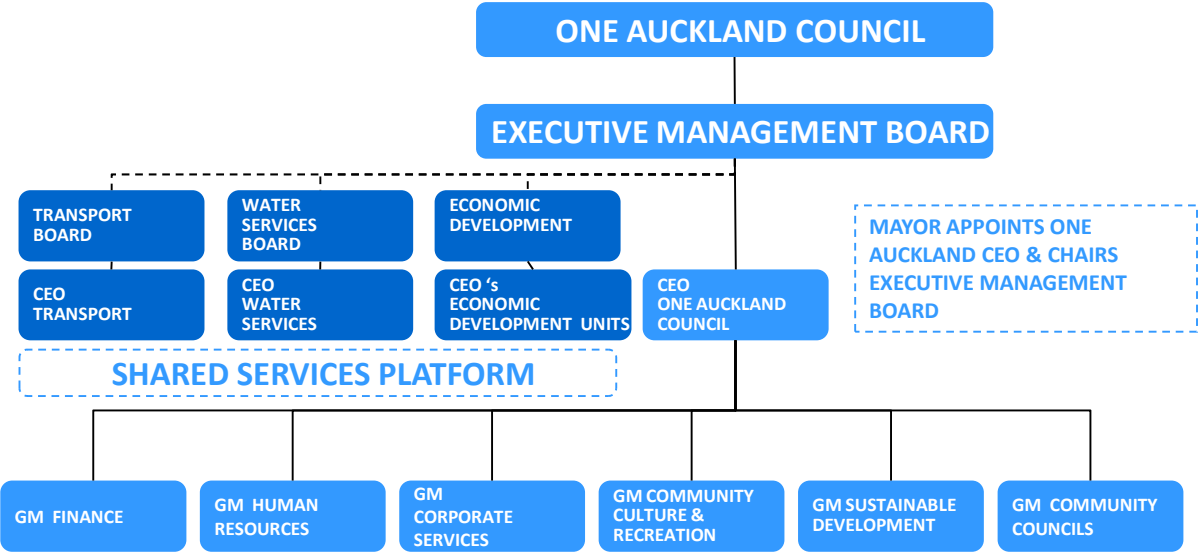 ONE AUCKLAND COUNCIL
EXECUTIVE MANAGEMENT BOARD
TRANSPORT
BOARD
WATER
SERVICES
BOARD
ECONOMIC
DEVELOPMENT
MAYOR APPOINTS ONE
AUCKLAND CEO & CHAIRS
EXECUTIVE MANAGEMENT
BOARD
CEO
TRANSPORT
CEO
WATER
SERVICES
CEO ‘s
ECONOMIC
DEVELOPMENT UNITS
CEO
ONE AUCKLAND
COUNCIL
SHARED SERVICES PLATFORM
GM FINANCE
GM HUMAN
RESOURCES
GM
CORPORATE
SERVICES
GM COMMUNITY
CULTURE &
RECREATION
GM SUSTAINABLE
DEVELOPMENT
GM COMMUNITY
COUNCILS